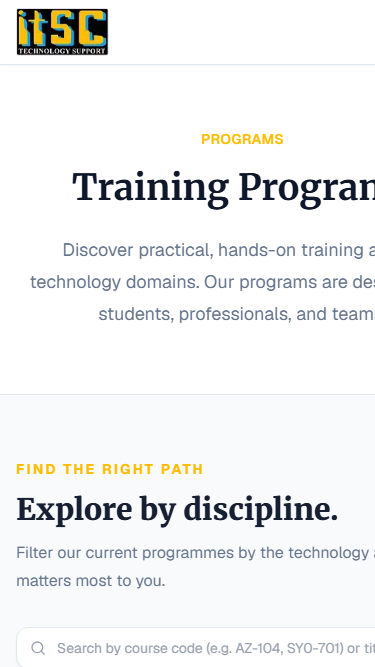 itSC
TECHNOLOGY SUPPORT
PROGRAMS
Training Program
Discover practical, hands-on training a
technology domains. Our programs are des
students, professionals, and team
FIND THE RIGHT PATH
Explore by discipline.
Filter our current programmes by the technology
matters most to you.
Search by course code (e.g. AZ-104, SY0-701) or tit